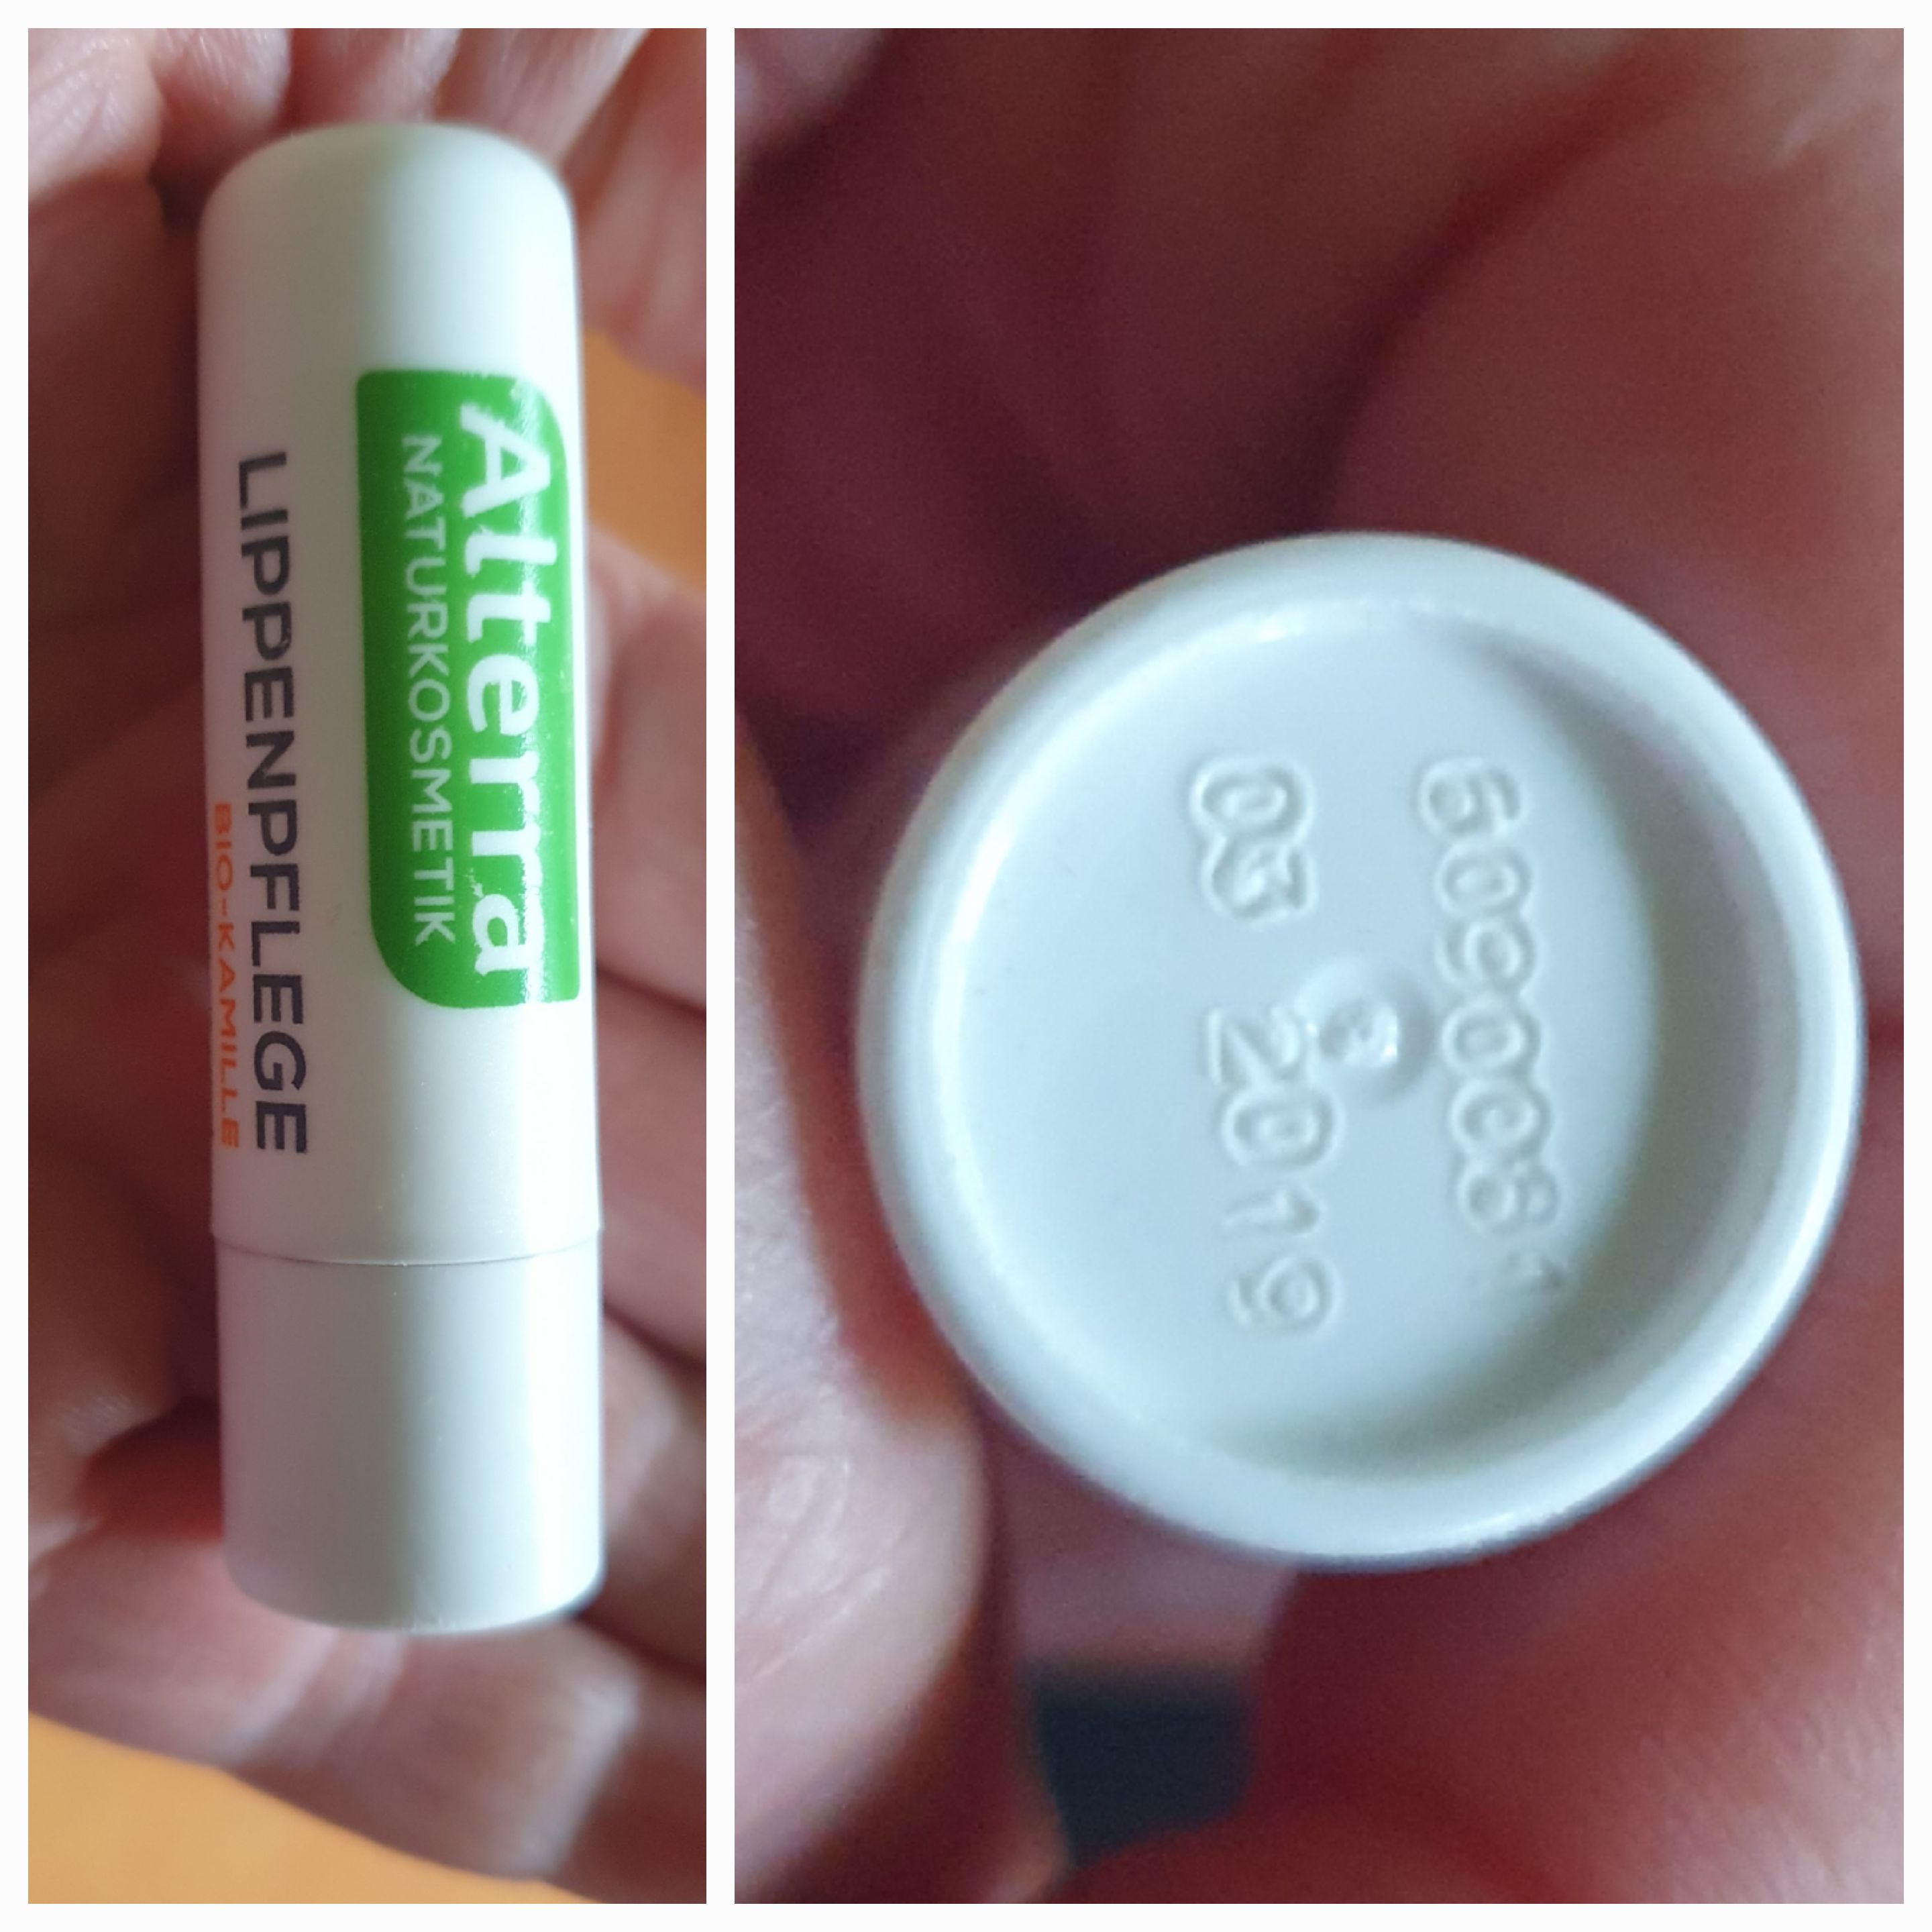 Alterra
NATURKOSMETIK
LIPPENPFLEGE
BIO-KAMILLE
03 2019